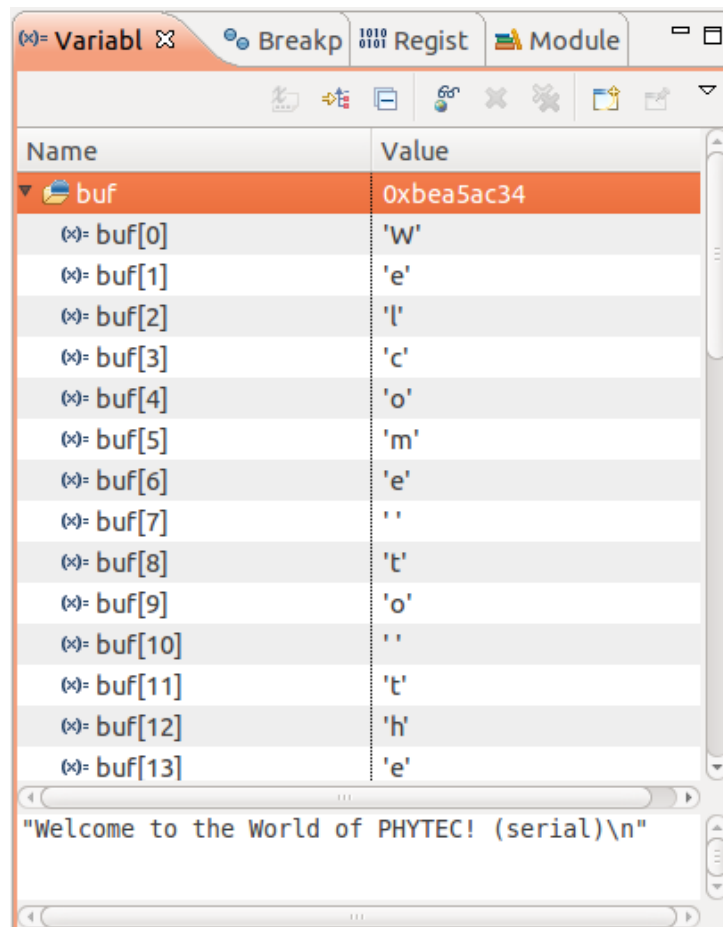 (x)= Variabl Breakp 1010 0101 Regist Module
Name Value
buf 0xbea5ac34
(x)= buf[0] 'W'
(x)= buf[1] 'e'
(x)= buf[2] 'l'
(x)= buf[3] 'c'
(x)= buf[4] 'o'
(x)= buf[5] 'm'
(x)= buf[6] 'e'
(x)= buf[7] ' '
(x)= buf[8] 't'
(x)= buf[9] 'o'
(x)= buf[10] ' '
(x)= buf[11] 't'
(x)= buf[12] 'h'
(x)= buf[13] 'e'
"Welcome to the World of PHYTEC! (serial)\n"